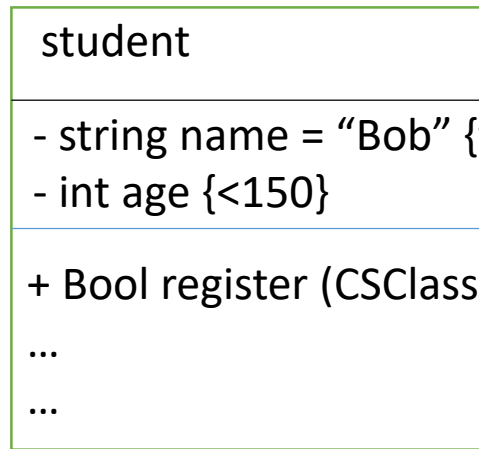 student
- string name = “Bob” {
- int age {<150}
+ Bool register (CSClass
...
...